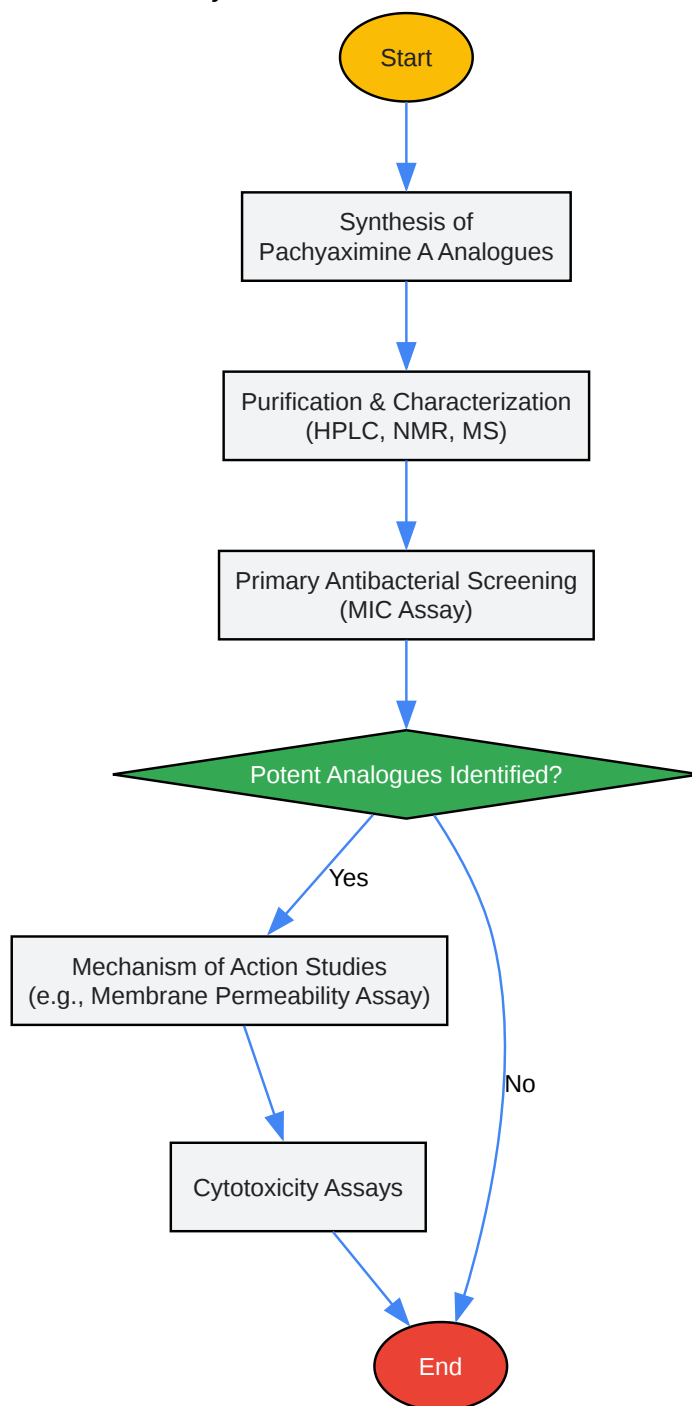 Start
Synthesis of
Pachyaximine A Analogues
Purification & Characterization
(HPLC, NMR, MS)
Primary Antibacterial Screening
(MIC Assay)
Potent Analogues Identified?
Yes
Mechanism of Action Studies
(e.g., Membrane Permeability Assay)
No
Cytotoxicity Assays
End